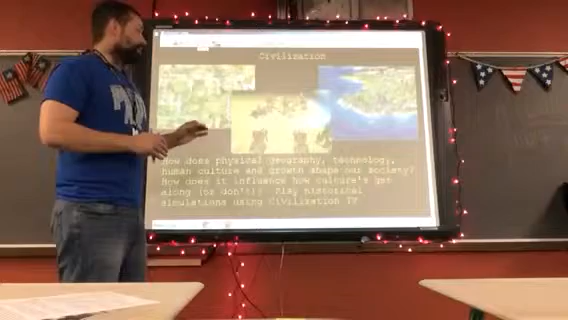 Civilization
How does physical geography, technology,
human culture and growth shape our society?
How does it influence how culture's get
along (or don't)? Play historical
simulations using Civilization IV